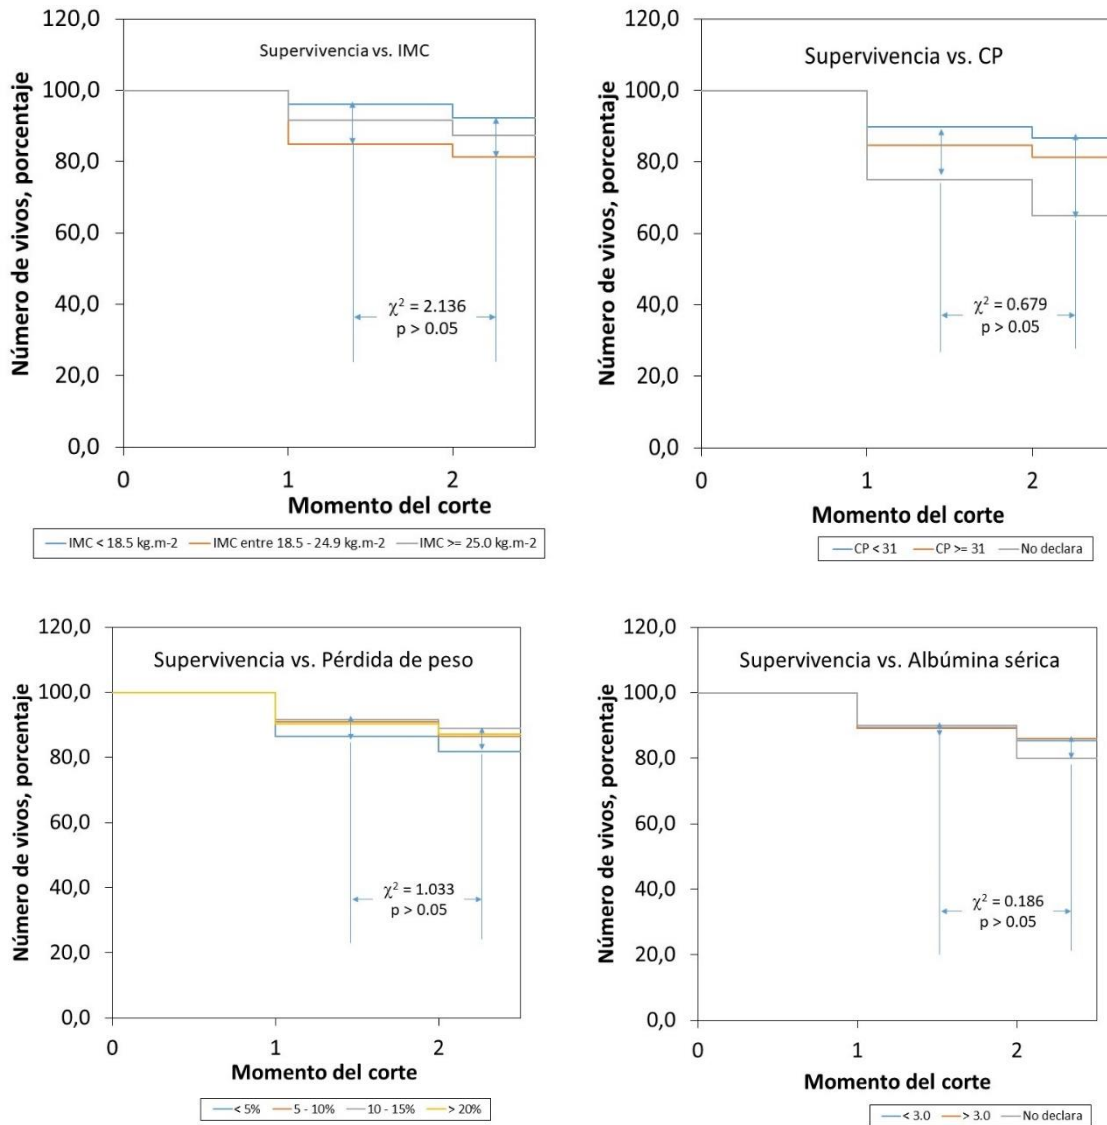 Supervivencia vs. IMC
Número de vivos, porcentaje
120,0
100,0
80,0
60,0
40,0
20,0
0,0
χ² = 2.136
p > 0.05
0 1 2
Momento del corte
IMC < 18.5 kg.m-2 IMC entre 18.5 - 24.9 kg.m-2 IMC >= 25.0 kg.m-2
Supervivencia vs. CP
Número de vivos, porcentaje
120,0
100,0
80,0
60,0
40,0
20,0
0,0
χ² = 0.679
p > 0.05
0 1 2
Momento del corte
CP < 31 CP >= 31 No declara
Supervivencia vs. Pérdida de peso
Número de vivos, porcentaje
120,0
100,0
80,0
60,0
40,0
20,0
0,0
χ² = 1.033
p > 0.05
0 1 2
Momento del corte
< 5% 5 - 10% 10 - 15% > 20%
Supervivencia vs. Albúmina sérica
Número de vivos, porcentaje
120,0
100,0
80,0
60,0
40,0
20,0
0,0
χ² = 0.186
p > 0.05
0 1 2
Momento del corte
< 3.0 > 3.0 No declara